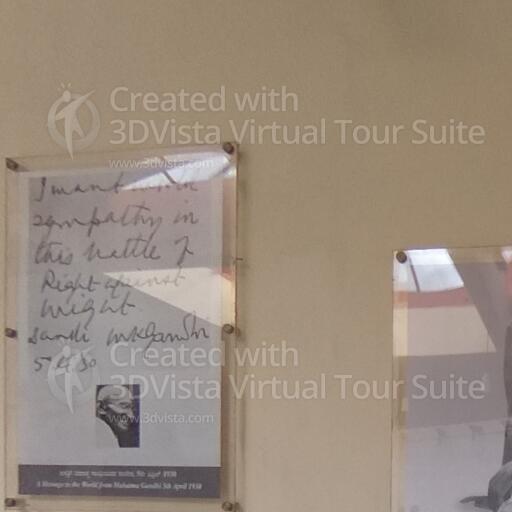 Created with
3DVista Virtual Tour Suite
www.3dvista.com
I want world
sympathy in
this battle of
Right against
might.
Dandi MKGandhi
5.4.30
Created with
3DVista Virtual Tour Suite
www.3dvista.com
A Message to the World from Mahatma Gandhi 5th April 1930